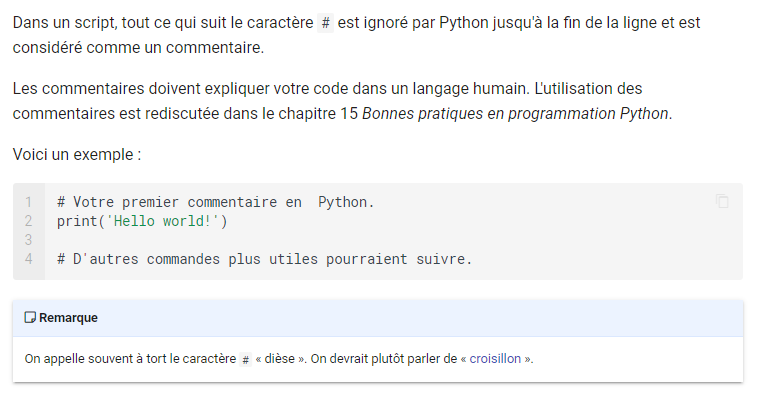 Dans un script, tout ce qui suit le caractère # est ignoré par Python jusqu'à la fin de la ligne et est
considéré comme un commentaire.
Les commentaires doivent expliquer votre code dans un langage humain. L'utilisation des
commentaires est rediscutée dans le chapitre 15 Bonnes pratiques en programmation Python.
Voici un exemple :
1 # Votre premier commentaire en  Python.
2 print('Hello world!')
3
4 # D'autres commandes plus utiles pourraient suivre.
Remarque
On appelle souvent à tort le caractère # « dièse ». On devrait plutôt parler de « croisillon ».